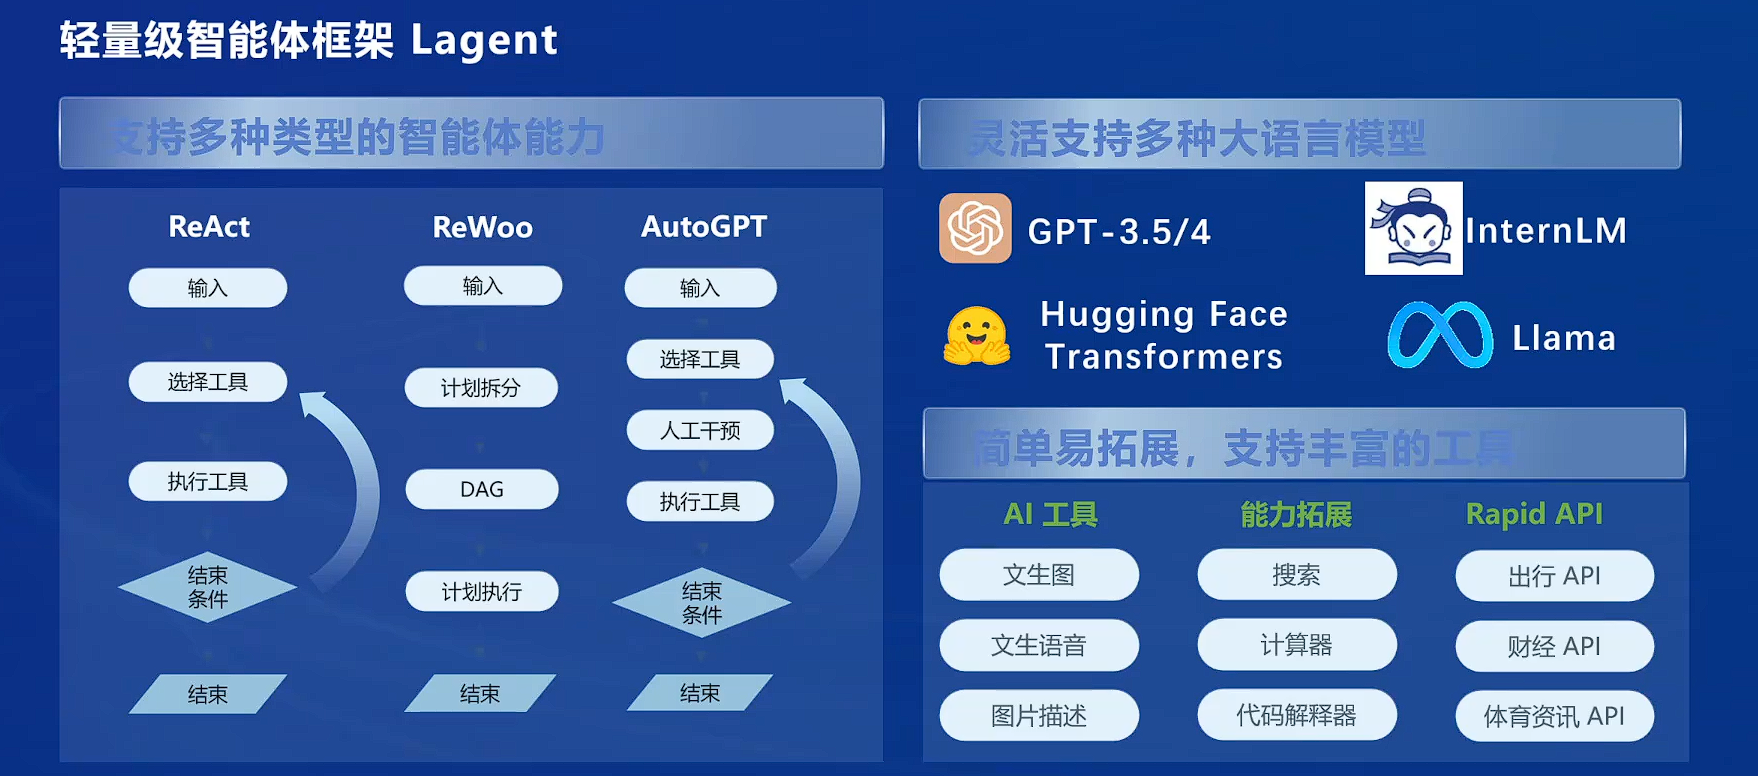 轻量级智能体框架 Lagent
支持多种类型的智能体能力
ReAct
输入
选择工具
执行工具
结束
条件
结束
ReWoo
输入
计划拆分
DAG
计划执行
结束
AutoGPT
输入
选择工具
人工干预
执行工具
结束
条件
结束
灵活支持多种大语言模型
GPT-3.5/4
InternLM
Hugging Face
Transformers
Llama
简单易拓展，支持丰富的工具
AI 工具
文生图
文生语音
图片描述
能力拓展
搜索
计算器
代码解释器
Rapid API
出行 API
财经 API
体育资讯 API